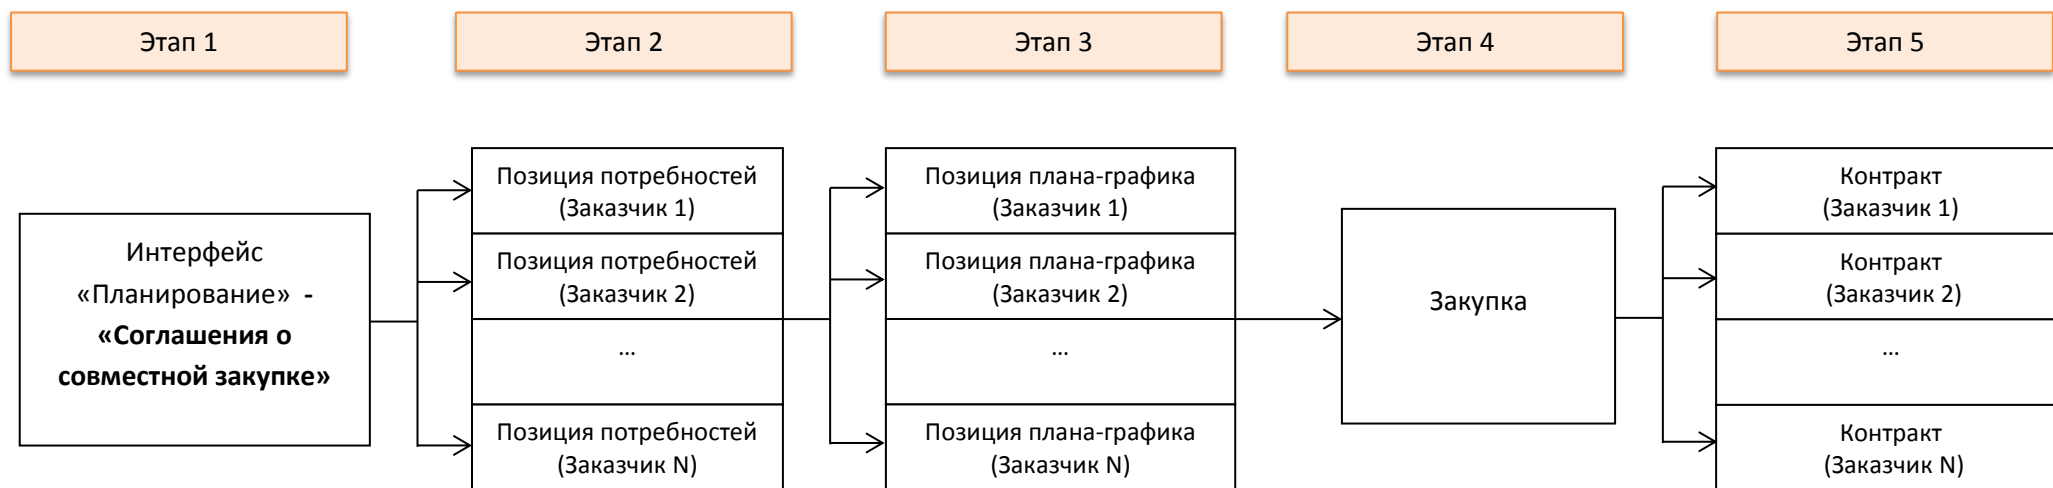 Этап 1
Этап 2
Этап 3
Этап 4
Этап 5
Интерфейс
«Планирование» -
«Соглашения о
совместной закупке»
Позиция потребностей
(Заказчик 1)
Позиция потребностей
(Заказчик 2)
...
Позиция потребностей
(Заказчик N)
Позиция плана-графика
(Заказчик 1)
Позиция плана-графика
(Заказчик 2)
...
Позиция плана-графика
(Заказчик N)
Закупка
Контракт
(Заказчик 1)
Контракт
(Заказчик 2)
...
Контракт
(Заказчик N)